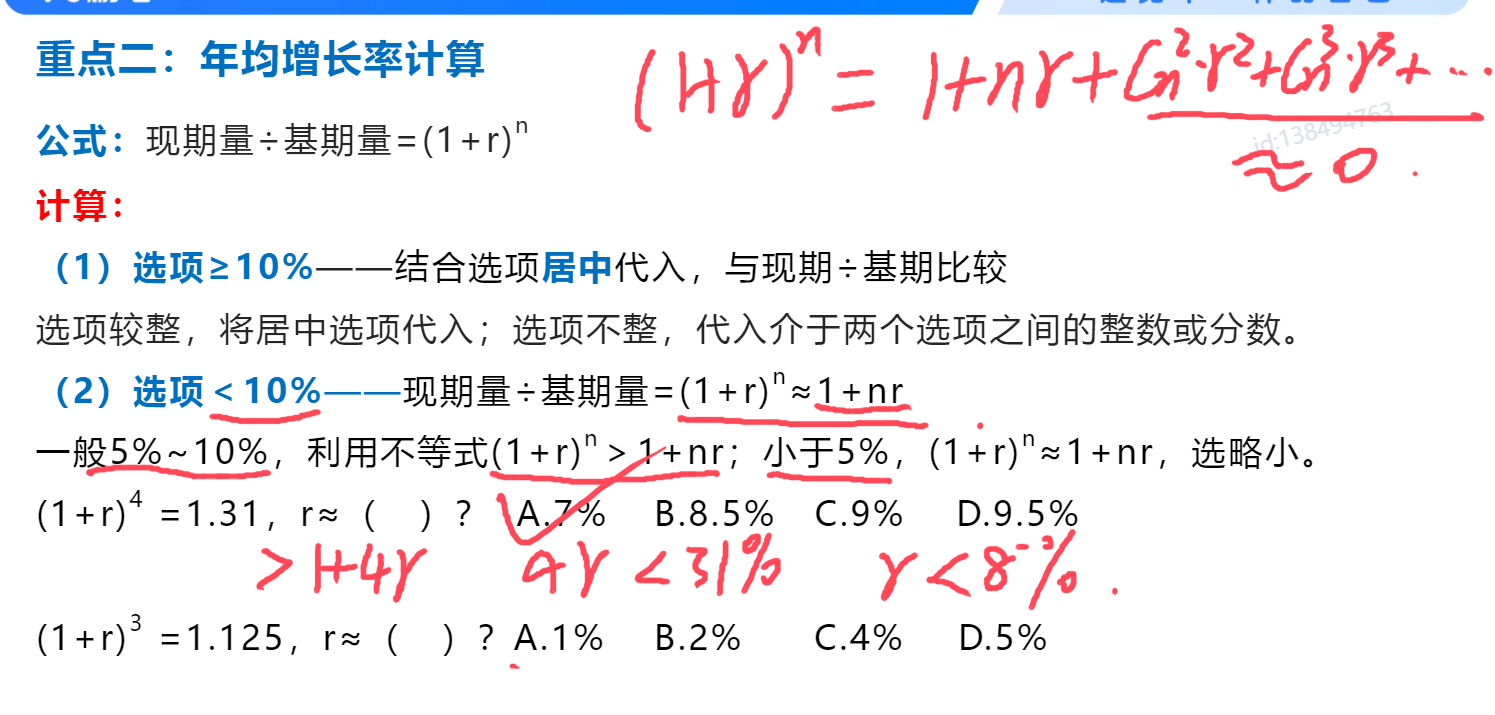 重点二：年均增长率计算
(1+r)^n = 1+nr+C_n^2·r^2+C_n^3·r^3+…
≈0.
公式：现期量÷基期量=(1+r)^n
id:138494763
计算：
（1）选项≥10%——结合选项居中代入，与现期÷基期比较
选项较整，将居中选项代入；选项不整，代入介于两个选项之间的整数或分数。
（2）选项<10%——现期量÷基期量=(1+r)^n≈1+nr
一般5%~10%，利用不等式(1+r)^n>1+nr；小于5%，(1+r)^n≈1+nr，选略小。
(1+r)^4 =1.31，r≈（ ）？ A.7% B.8.5% C.9% D.9.5%
>1+4r 4r<31% r<8⁻%.
(1+r)^3 =1.125，r≈（ ）？A.1% B.2% C.4% D.5%